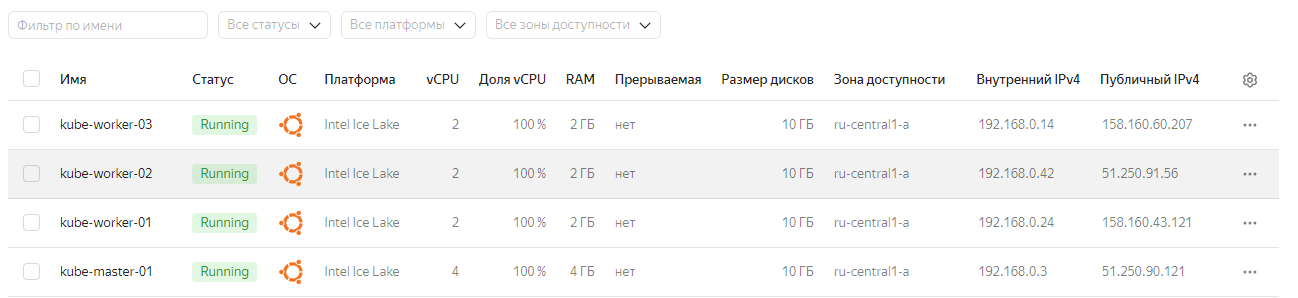 Фильтр по имени Все статусы Все платформы Все зоны доступности
Имя Статус ОС Платформа vCPU Доля vCPU RAM Прерываемая Размер дисков Зона доступности Внутренний IPv4 Публичный IPv4
kube-worker-03 Running Intel Ice Lake 2 100 % 2 ГБ нет 10 ГБ ru-central1-a 192.168.0.14 158.160.60.207
kube-worker-02 Running Intel Ice Lake 2 100 % 2 ГБ нет 10 ГБ ru-central1-a 192.168.0.42 51.250.91.56
kube-worker-01 Running Intel Ice Lake 2 100 % 2 ГБ нет 10 ГБ ru-central1-a 192.168.0.24 158.160.43.121
kube-master-01 Running Intel Ice Lake 4 100 % 4 ГБ нет 10 ГБ ru-central1-a 192.168.0.3 51.250.90.121